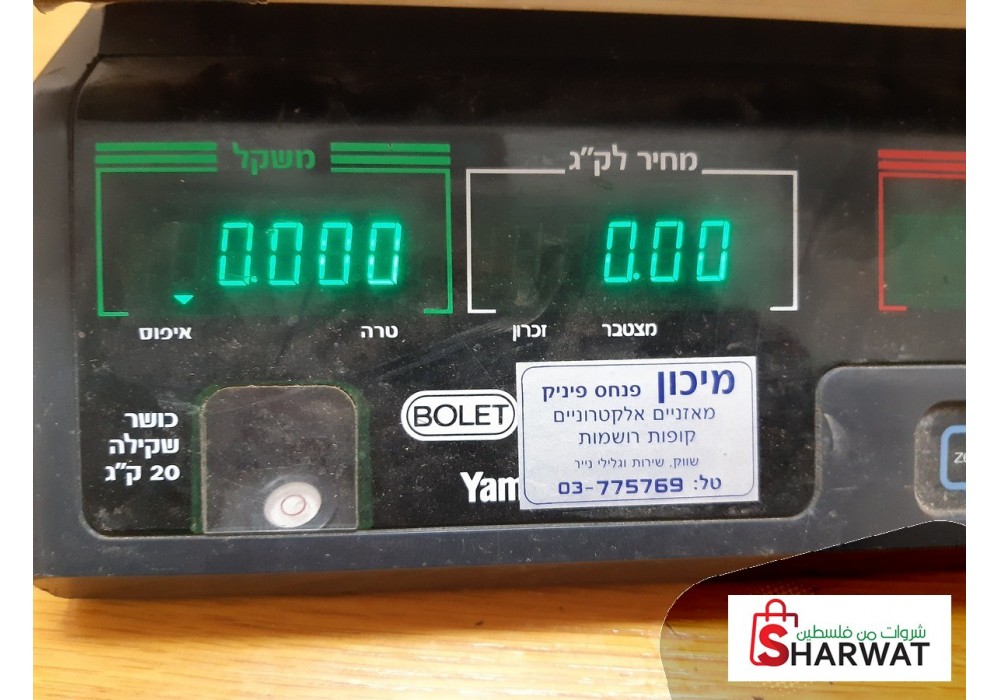 משקל
מחיר לק"ג
0.000
0.00
איפוס
טרה
זכרון
מצטבר
כושר
שקילה
20 ק"ג
BOLET
Yam
מיכון פנחס פיניק
מאזניים אלקטרוניים
קופות רושמות
שווק, שירות וגלילי נייר
טל: 03-775769
شروات من فلسطين
SHARWAT